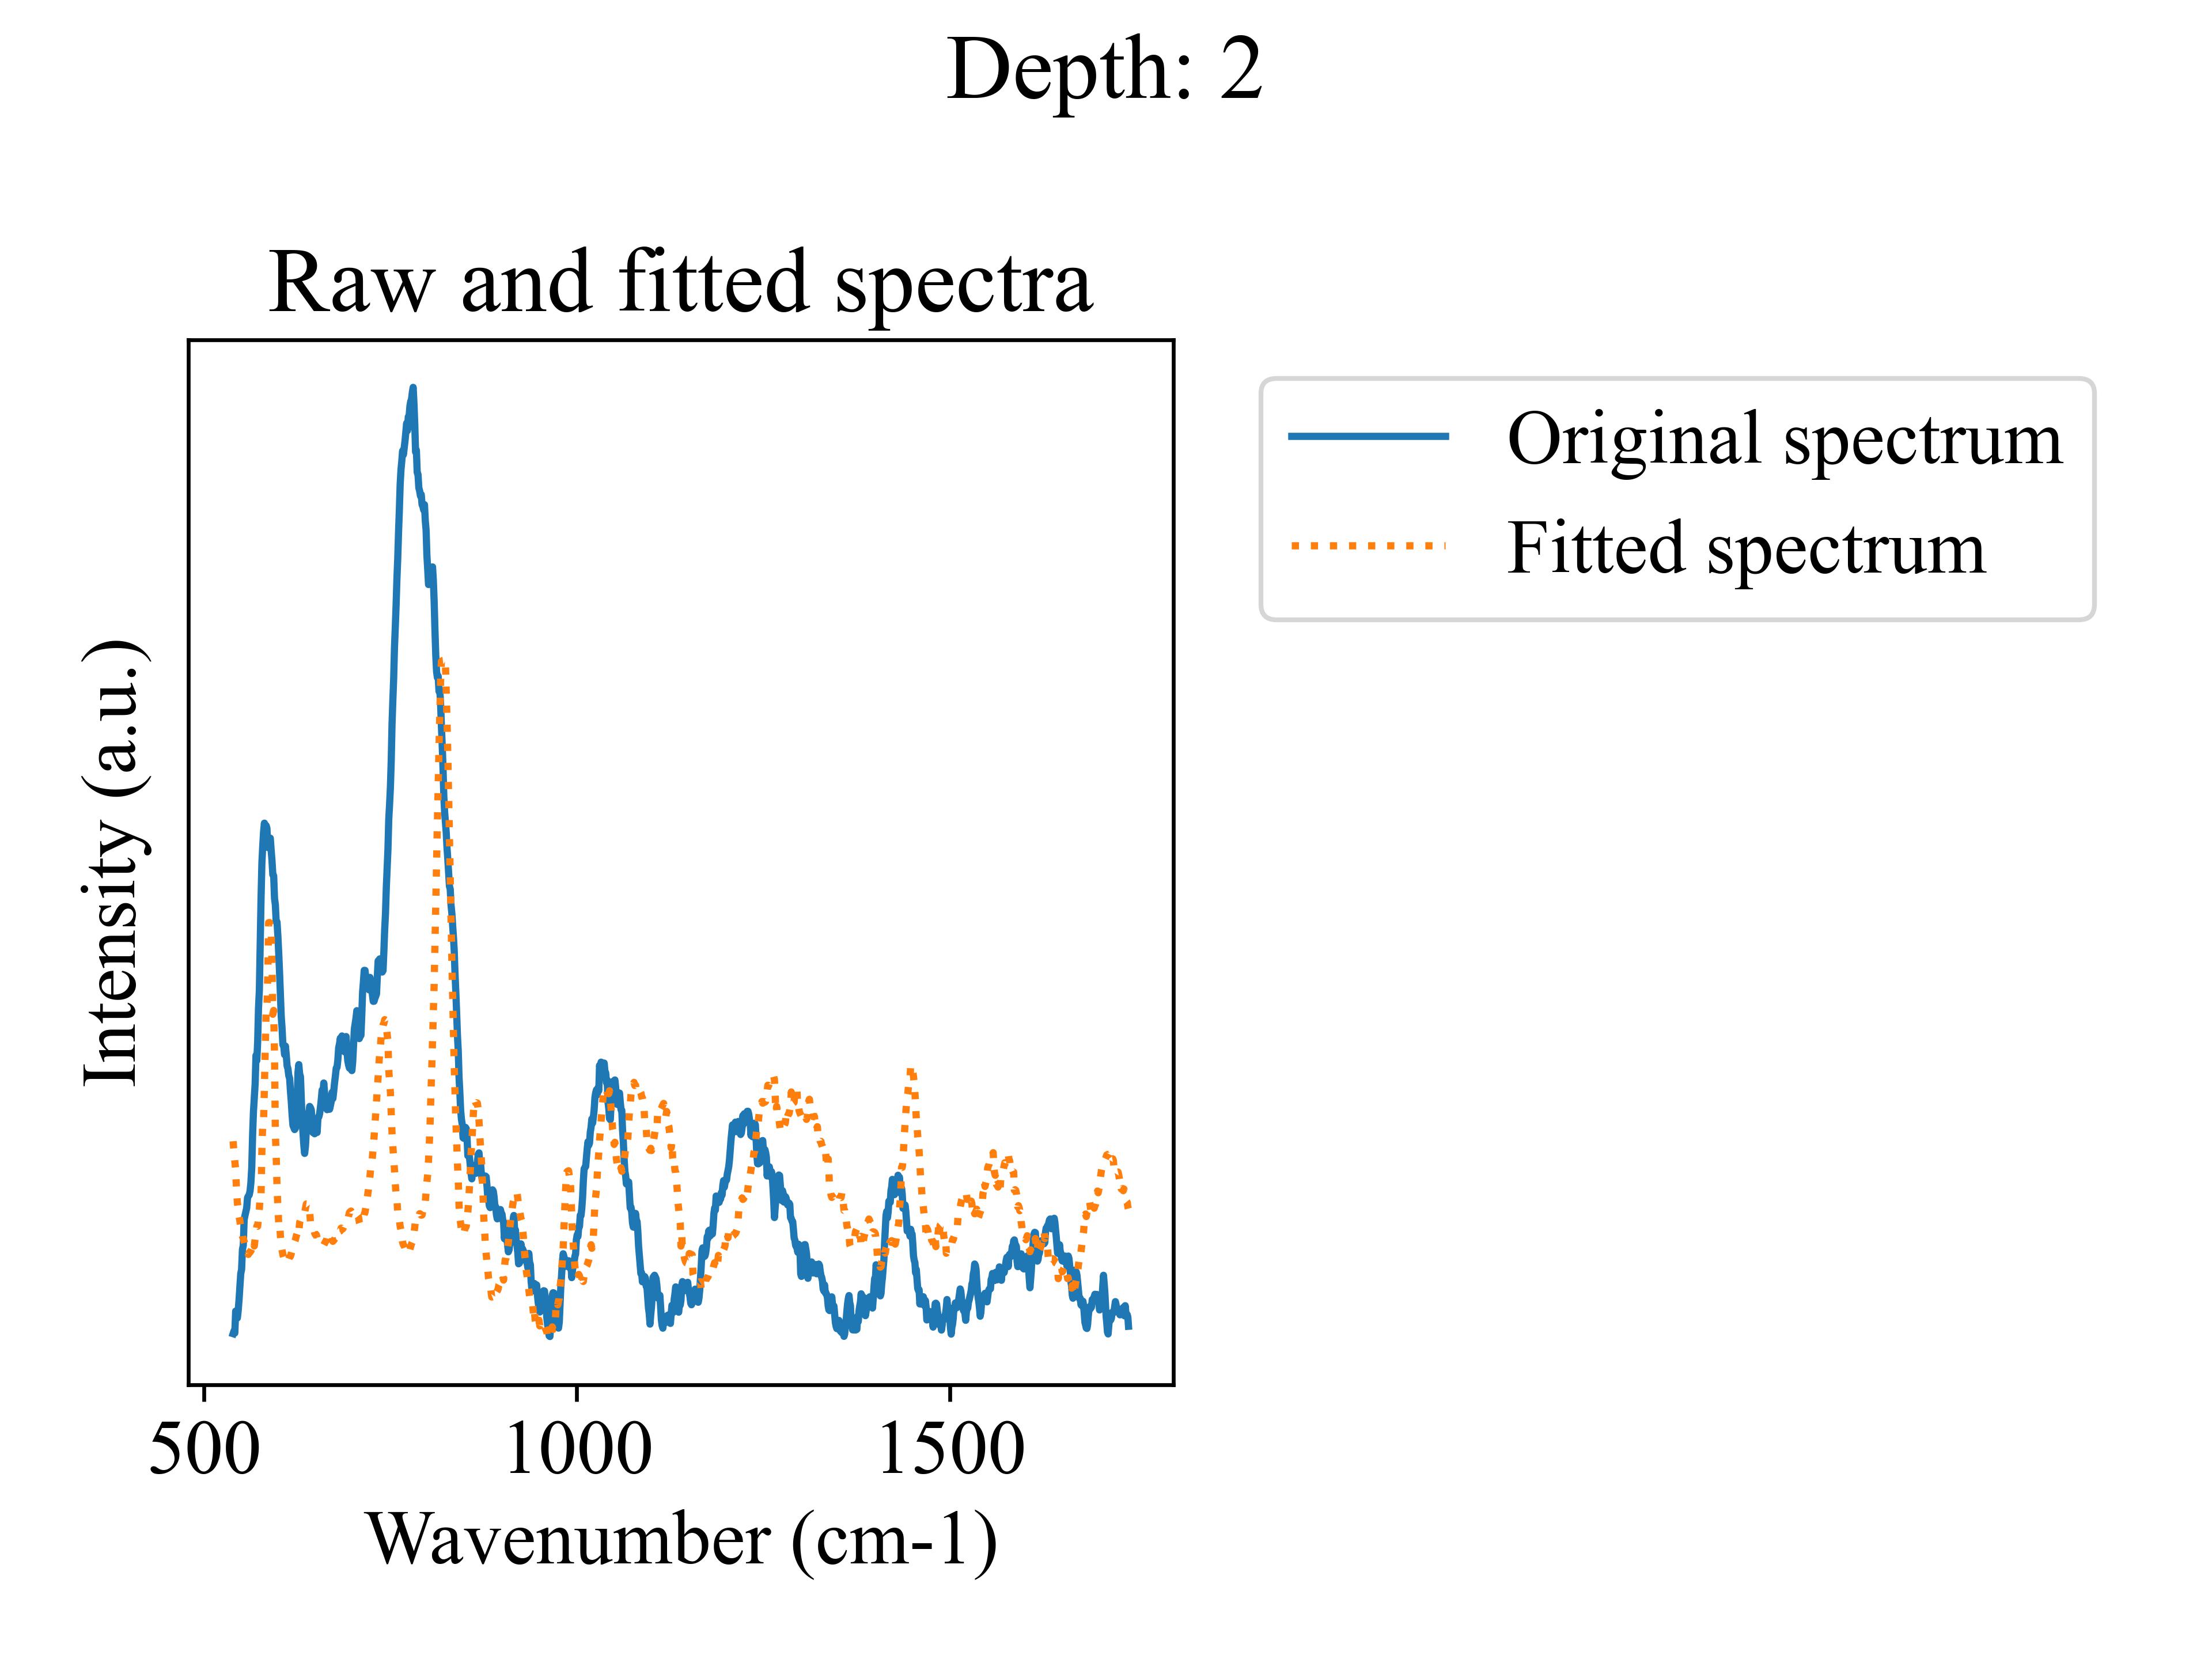 Depth: 2
Raw and fitted spectra
Original spectrum
Fitted spectrum
Intensity (a.u.)
500 1000 1500
Wavenumber (cm-1)